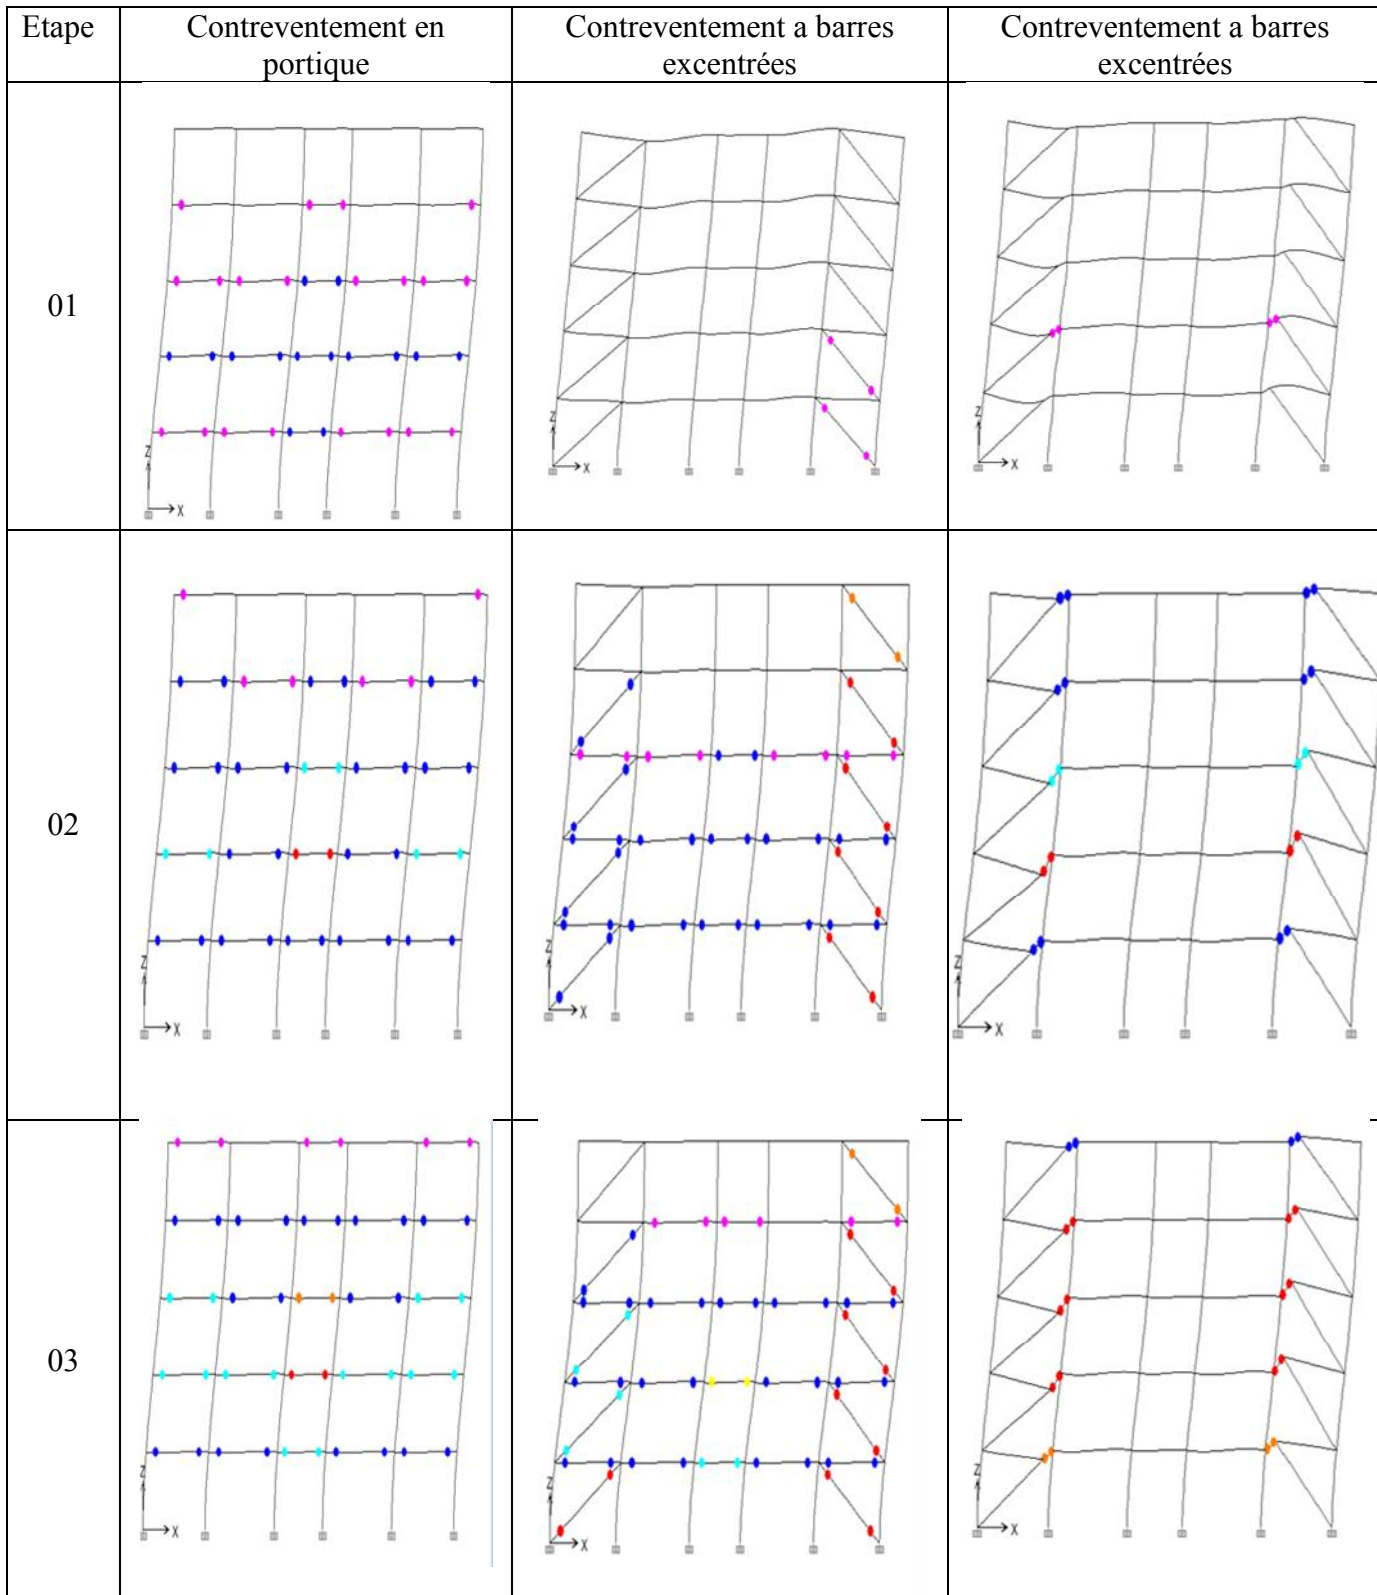 Etape
Contreventement en
portique
Contreventement a barres
excentrées
Contreventement a barres
excentrées
01
Z
X
Z
X
Z
X
02
Z
X
Z
X
Z
X
03
Z
X
Z
X
Z
X